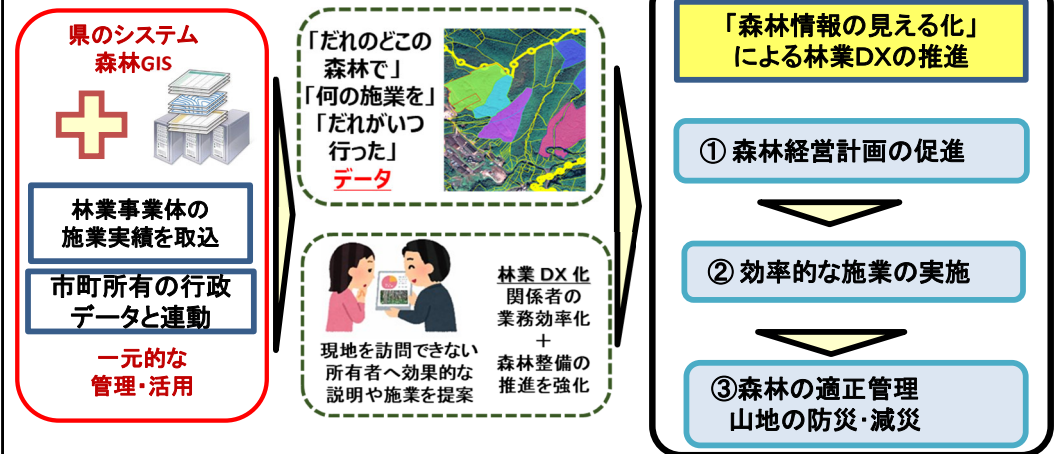 県のシステム
森林GIS
林業事業体の
施業実績を取込
市町所有の行政
データと連動
一元的な
管理・活用
「だれのどこの
森林で」
「何の施業を」
「だれがいつ
行った」
データ
現地を訪問できない
所有者へ効果的な
説明や施業を提案
林業 DX 化
関係者の
業務効率化
+
森林整備の
推進を強化
「森林情報の見える化」
による林業DXの推進
① 森林経営計画の促進
② 効率的な施業の実施
③森林の適正管理
山地の防災・減災